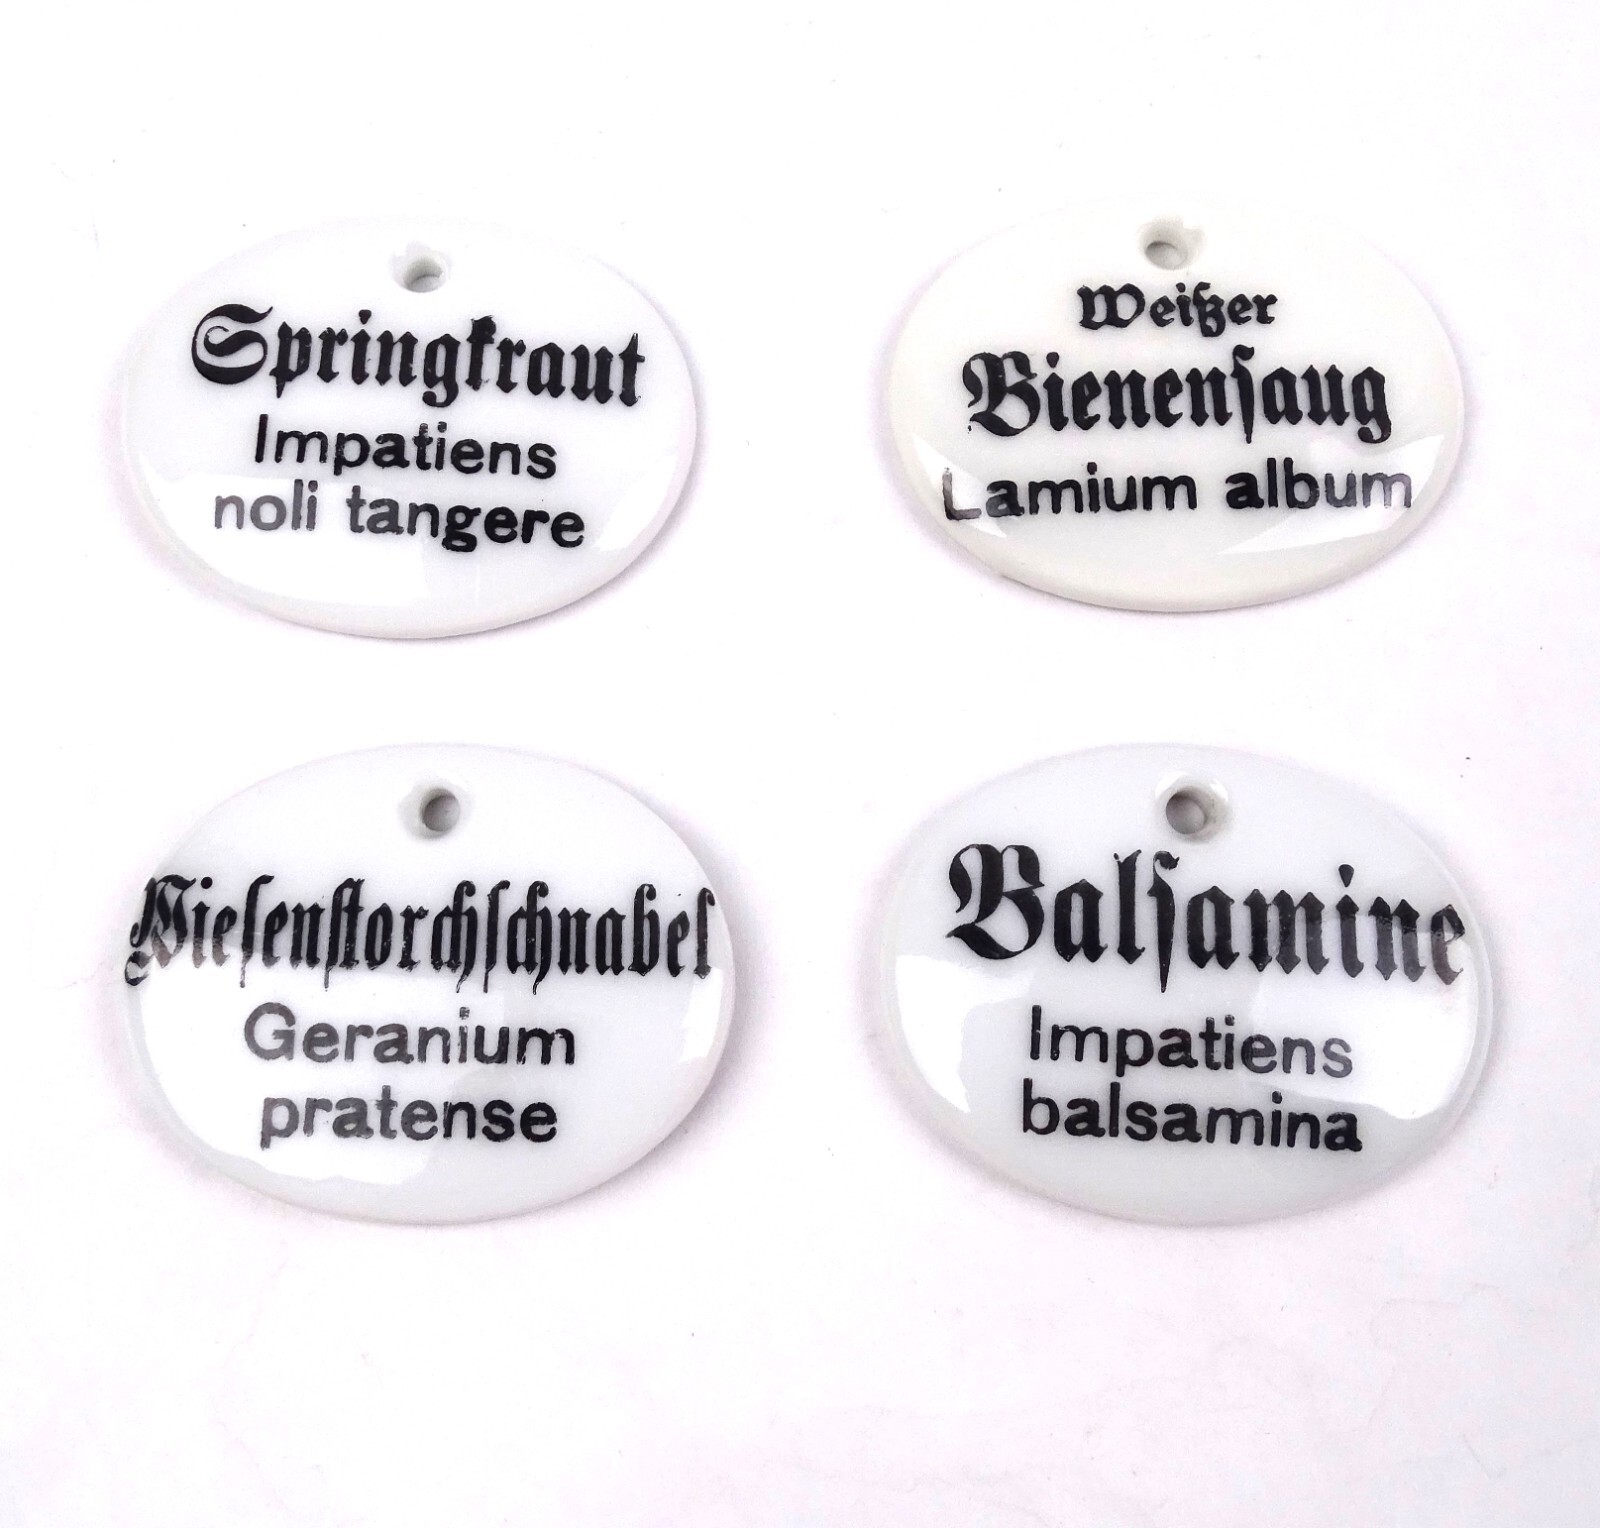 Springkraut
Impatiens
noli tangere
Weißer
Bienenſaug
Lamium album
Wieſenſtorchſchnabel
Geranium
pratense
Balſamine
Impatiens
balsamina